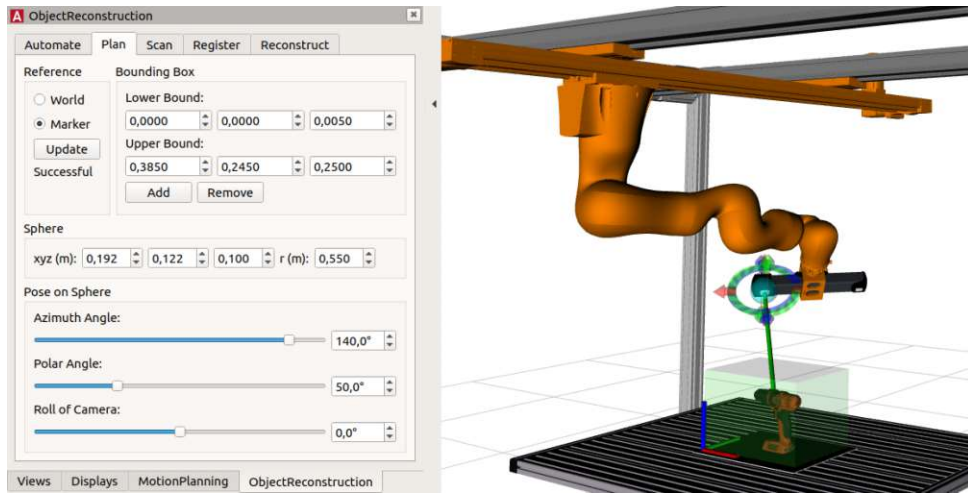 ObjectReconstruction
Automate Plan Scan Register Reconstruct
Reference Bounding Box
World
Marker
Update
Successful
Lower Bound:
0,0000 0,0000 0,0050
Upper Bound:
0,3850 0,2450 0,2500
Add Remove
Sphere
xyz (m): 0,192 0,122 0,100 r (m): 0,550
Pose on Sphere
Azimuth Angle:
140,0°
Polar Angle:
50,0°
Roll of Camera:
0,0°
Views Displays MotionPlanning ObjectReconstruction